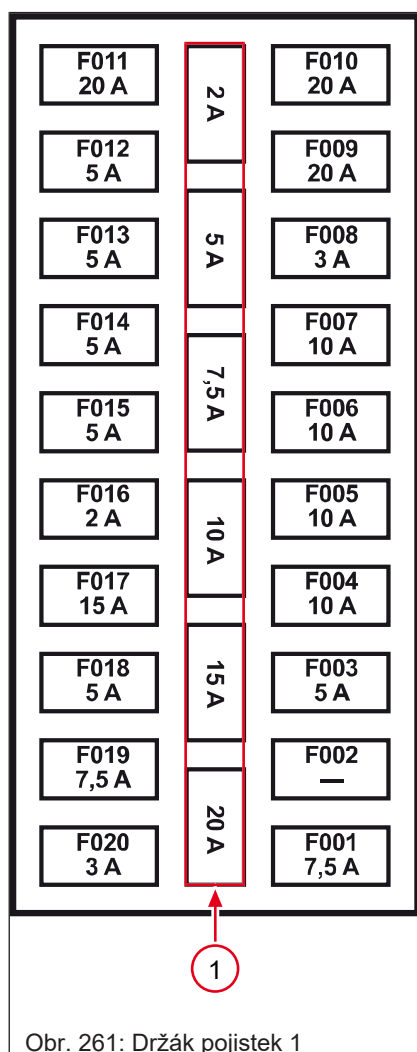 F011
20 A
F012
5 A
F013
5 A
F014
5 A
F015
5 A
F016
2 A
F017
15 A
F018
5 A
F019
7,5 A
F020
3 A
2 A
5 A
7,5 A
10 A
15 A
20 A
F010
20 A
F009
20 A
F008
3 A
F007
10 A
F006
10 A
F005
10 A
F004
10 A
F003
5 A
F002
—
F001
7,5 A
1
Obr. 261: Držák pojistek 1